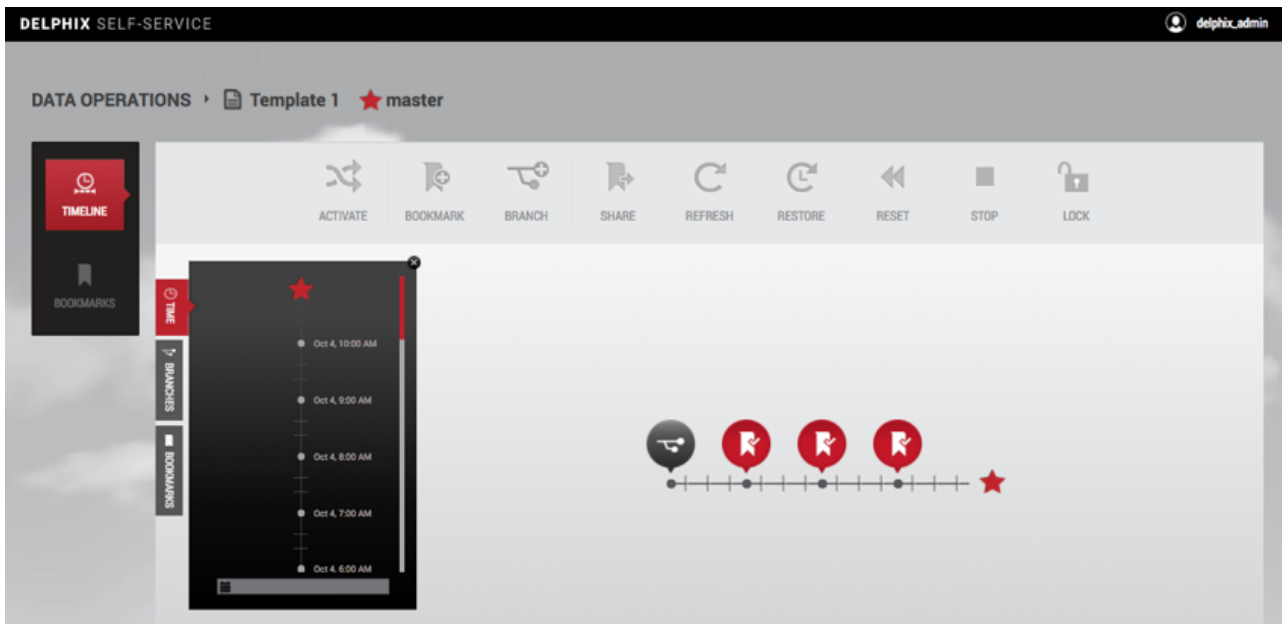 DELPHIX SELF-SERVICE
delphix_admin
DATA OPERATIONS
Template 1
master
TIMELINE
BOOKMARKS
ACTIVATE
BOOKMARK
BRANCH
SHARE
REFRESH
RESTORE
RESET
STOP
LOCK
TIME
BRANCHES
BOOKMARKS
Oct 4, 10:00 AM
Oct 4, 9:00 AM
Oct 4, 8:00 AM
Oct 4, 7:00 AM
Oct 4, 6:00 AM